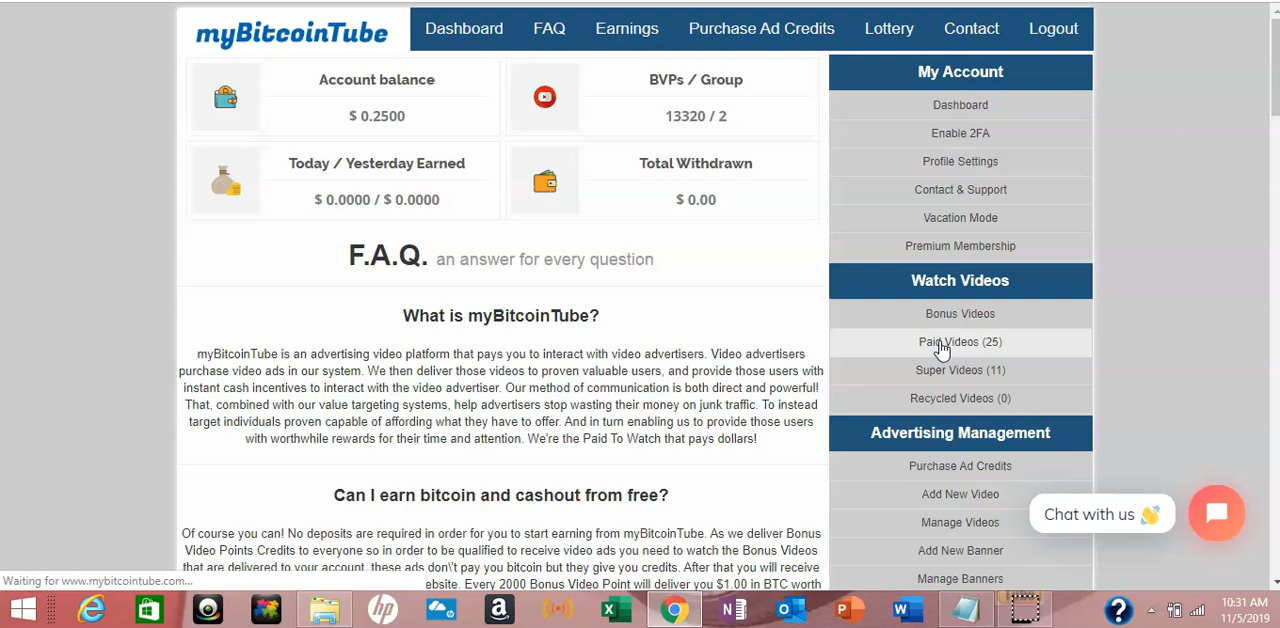 myBitcoinTube
Dashboard FAQ Earnings Purchase Ad Credits Lottery Contact Logout
Account balance
$ 0.2500
BVPs / Group
13320 / 2
Today / Yesterday Earned
$ 0.0000 / $ 0.0000
Total Withdrawn
$ 0.00
F.A.Q. an answer for every question
What is myBitcoinTube?
myBitcoinTube is an advertising video platform that pays you to interact with video advertisers. Video advertisers
purchase video ads in our system. We then deliver those videos to proven valuable users, and provide those users with
instant cash incentives to interact with the video advertiser. Our method of communication is both direct and powerful!
That, combined with our value targeting systems, help advertisers stop wasting their money on junk traffic. To instead
target individuals proven capable of affording what they have to offer. And in turn enabling us to provide those users
with worthwhile rewards for their time and attention. We're the Paid To Watch that pays dollars!
Can I earn bitcoin and cashout from free?
Of course you can! No deposits are required in order for you to start earning from myBitcoinTube. As we deliver Bonus
Video Points Credits to everyone so in order to be qualified to receive video ads you need to watch the Bonus Videos
that are delivered to your account, these ads don\'t pay you bitcoin but they give you credits. After that you will receive
ebsite. Every 2000 Bonus Video Point will deliver you $1.00 in BTC worth
My Account
Dashboard
Enable 2FA
Profile Settings
Contact & Support
Vacation Mode
Premium Membership
Watch Videos
Bonus Videos
Paid Videos (25)
Super Videos (11)
Recycled Videos (0)
Advertising Management
Purchase Ad Credits
Add New Video
Manage Videos
Add New Banner
Manage Banners
Chat with us
Waiting for www.mybitcointube.com...
10:31 AM
11/5/2019